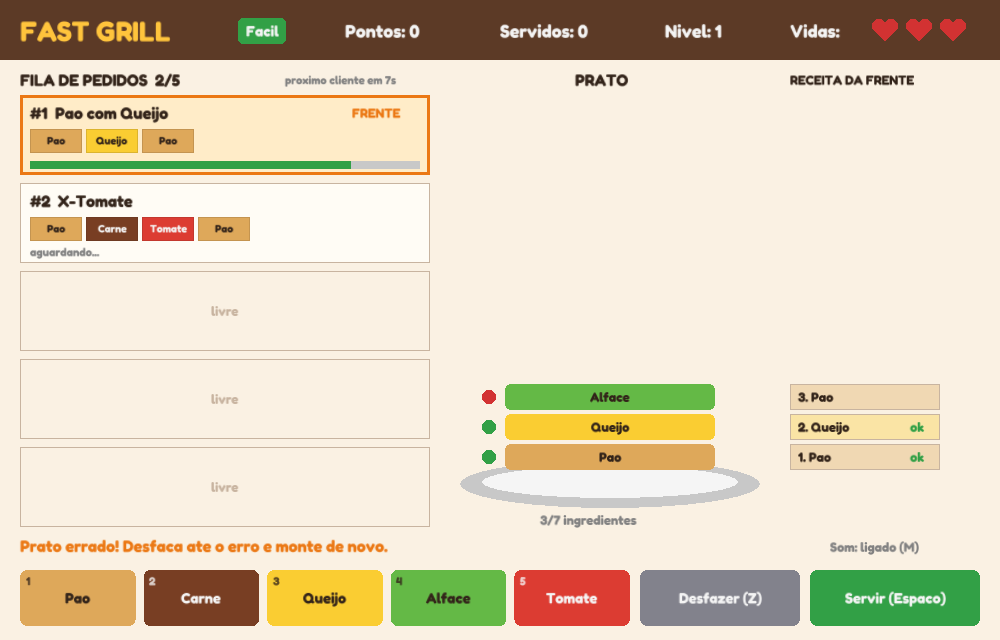 FAST GRILL Facil Pontos: 0 Servidos: 0 Nivel: 1 Vidas:
FILA DE PEDIDOS 2/5 proximo cliente em 7s
#1 Pao com Queijo FRENTE
Pao Queijo Pao
#2 X-Tomate
Pao Carne Tomate Pao
aguardando...
livre
livre
livre
PRATO
Alface
Queijo
Pao
3/7 ingredientes
RECEITA DA FRENTE
3. Pao
2. Queijo ok
1. Pao ok
Prato errado! Desfaca ate o erro e monte de novo.
Som: ligado (M)
1 Pao
2 Carne
3 Queijo
4 Alface
5 Tomate
Desfazer (Z)
Servir (Espaco)